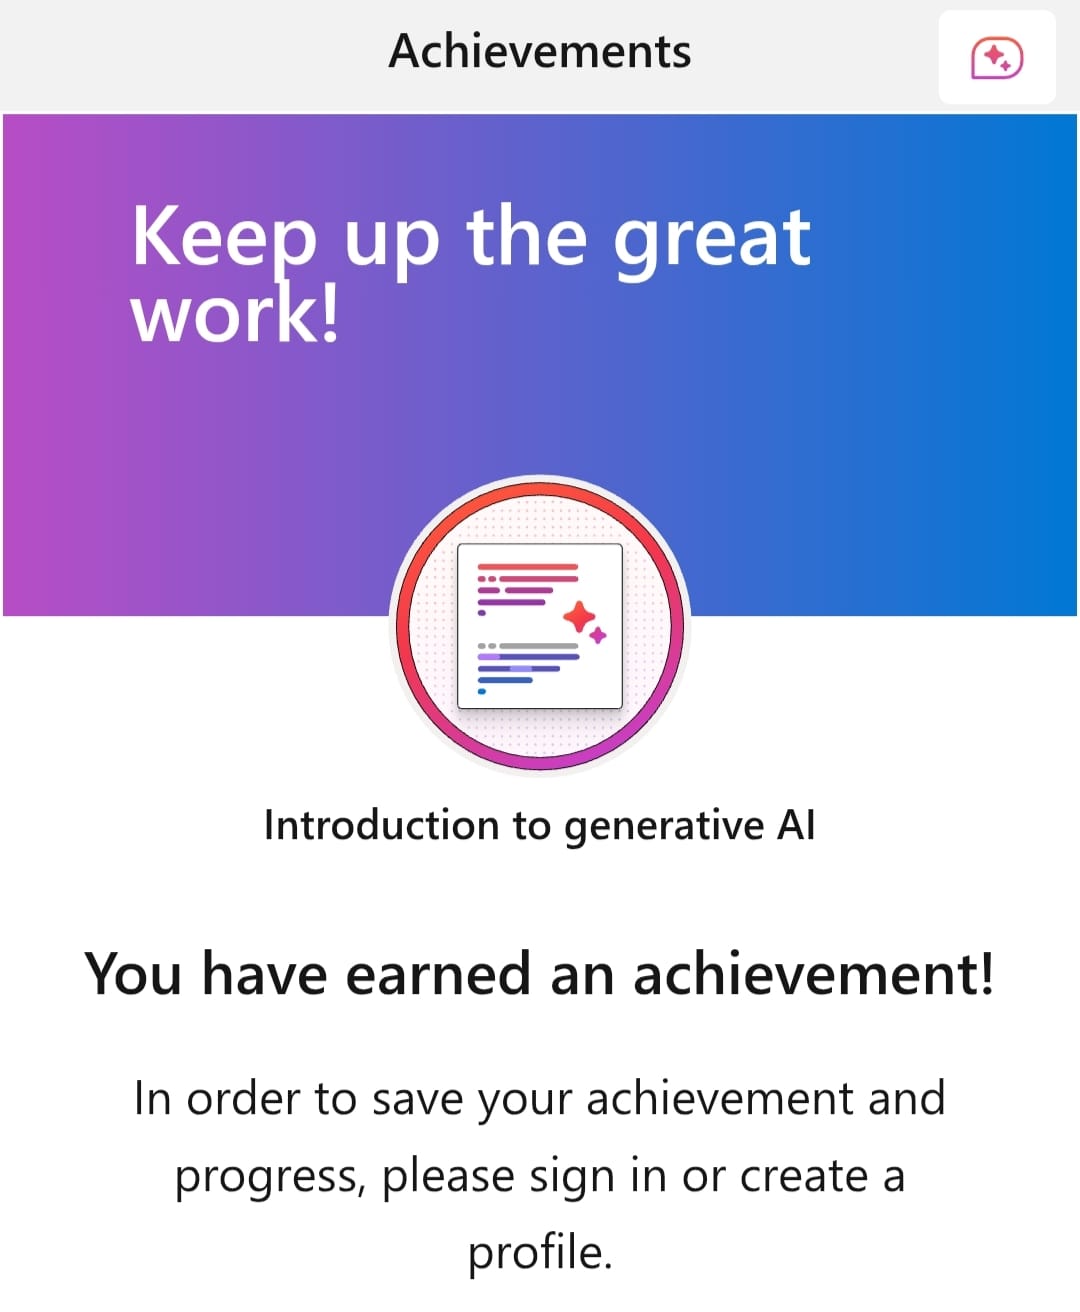 Achievements
Keep up the great
work!
Introduction to generative AI
You have earned an achievement!
In order to save your achievement and
progress, please sign in or create a
profile.